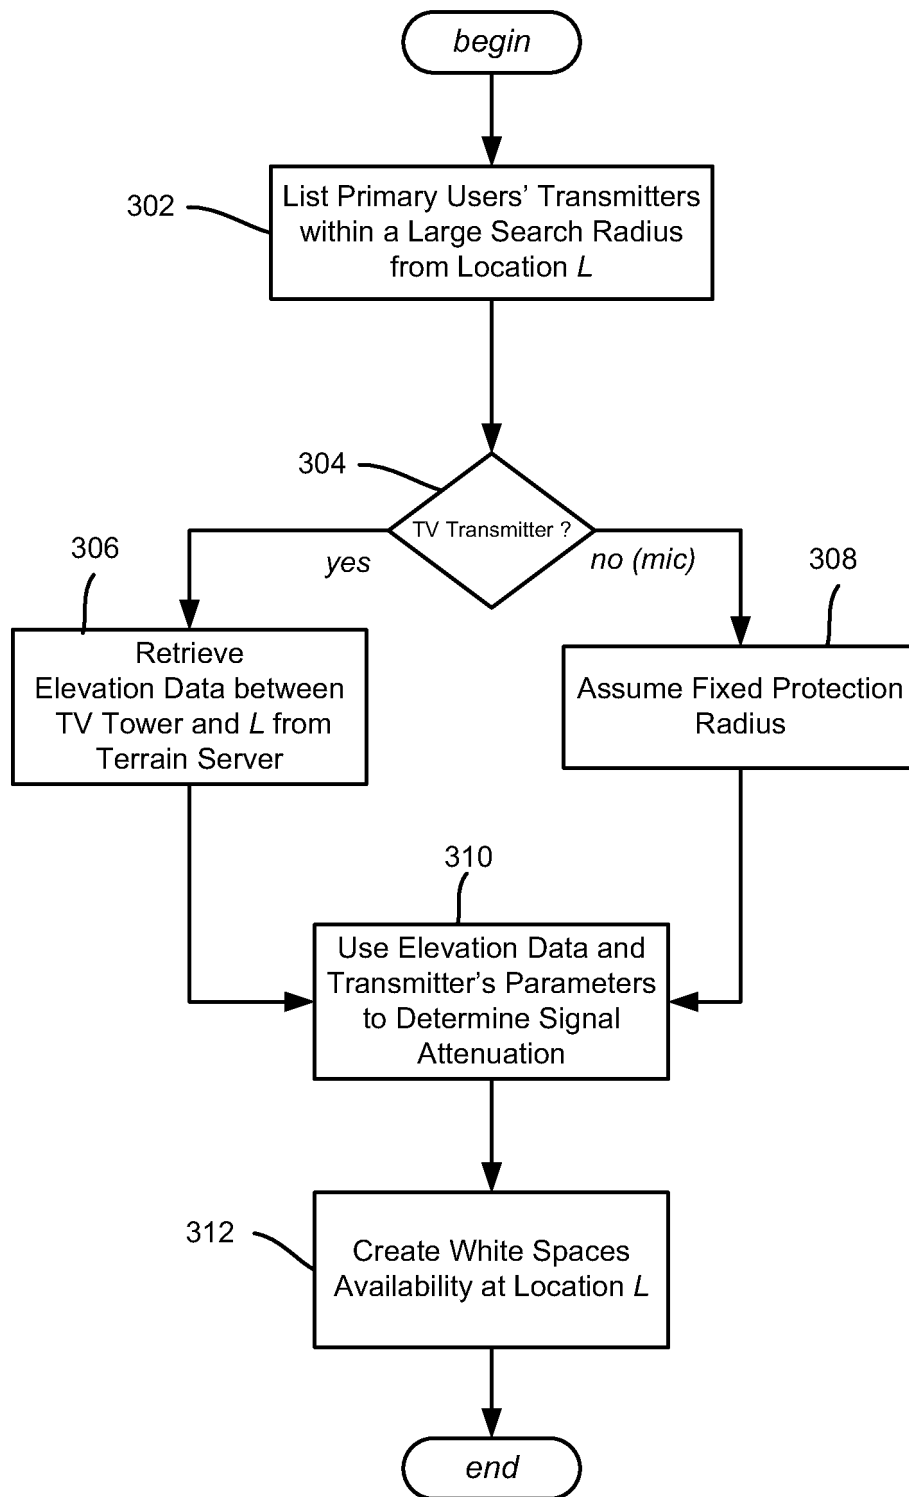 begin
302
List Primary Users’ Transmitters
within a Large Search Radius
from Location L
304
TV Transmitter ?
yes
no (mic)
306
Retrieve
Elevation Data between
TV Tower and L from
Terrain Server
308
Assume Fixed Protection
Radius
310
Use Elevation Data and
Transmitter’s Parameters
to Determine Signal
Attenuation
312
Create White Spaces
Availability at Location L
end